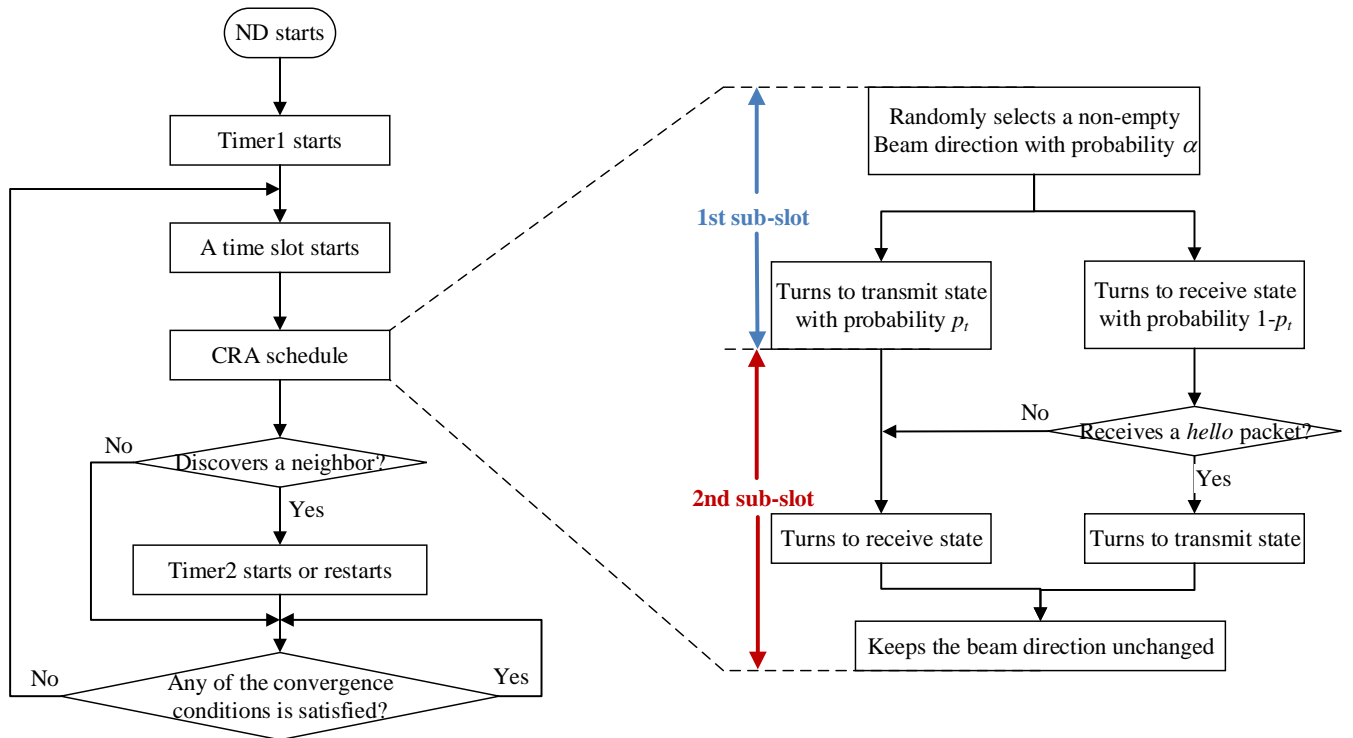 ND starts
Timer1 starts
A time slot starts
CRA schedule
No
Discovers a neighbor?
Yes
Timer2 starts or restarts
No
Any of the convergence
conditions is satisfied?
Yes
1st sub-slot
2nd sub-slot
Randomly selects a non-empty
Beam direction with probability α
Turns to transmit state
with probability pt
Turns to receive state
with probability 1-pt
No
Receives a hello packet?
Yes
Turns to receive state
Turns to transmit state
Keeps the beam direction unchanged